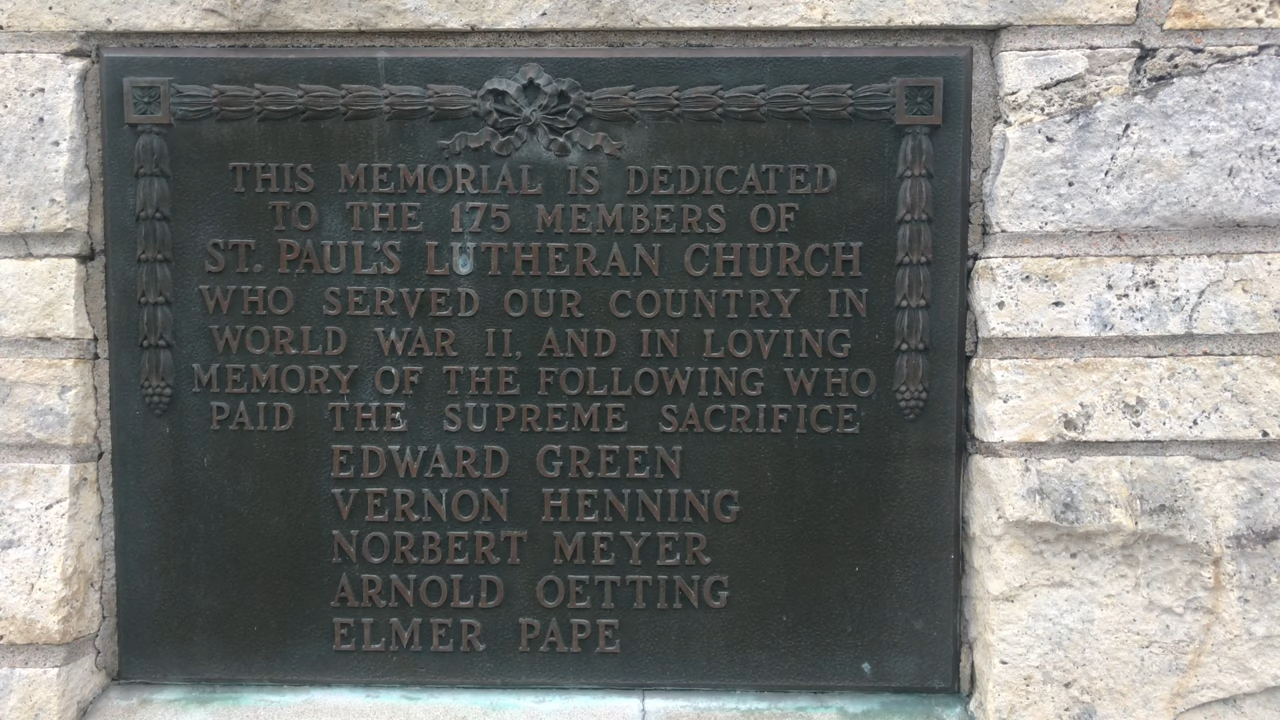 THIS MEMORIAL IS DEDICATED
TO THE 175 MEMBERS OF
ST. PAUL'S LUTHERAN CHURCH
WHO SERVED OUR COUNTRY IN
WORLD WAR II, AND IN LOVING
MEMORY OF THE FOLLOWING WHO
PAID THE SUPREME SACRIFICE
EDWARD GREEN
VERNON HENNING
NORBERT MEYER
ARNOLD OETTING
ELMER PAPE